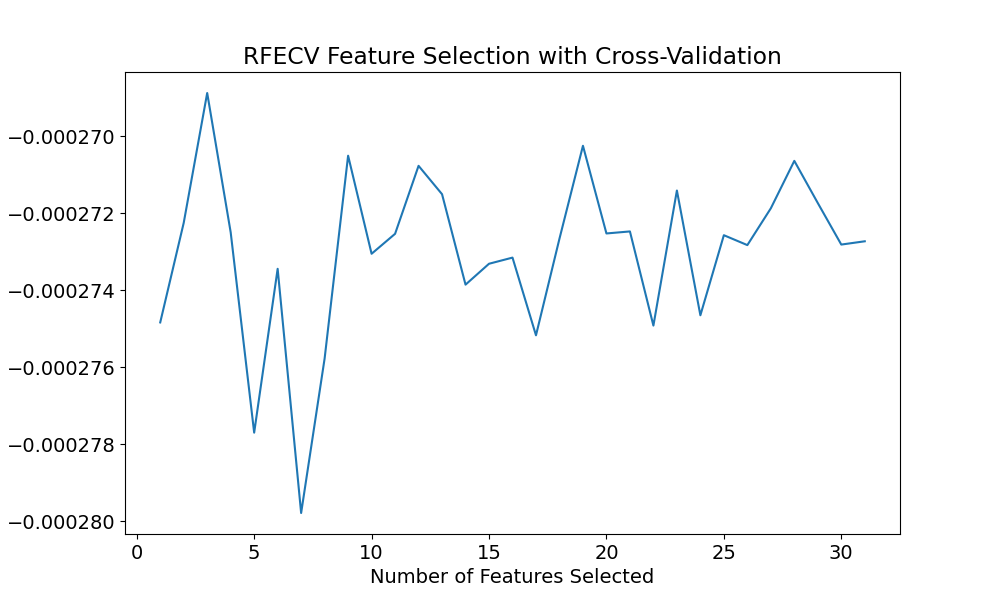 RFECV Feature Selection with Cross-Validation
−0.000270
−0.000272
−0.000274
−0.000276
−0.000278
−0.000280
0 5 10 15 20 25 30
Number of Features Selected